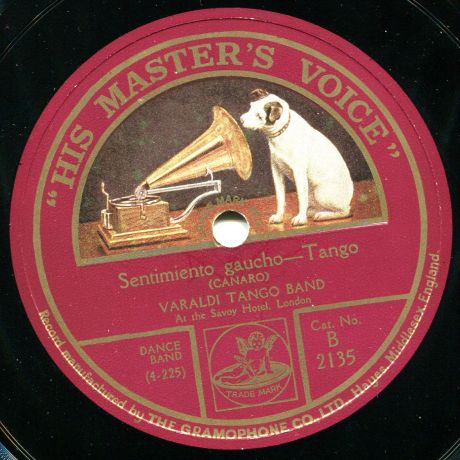 "HIS MASTER'S VOICE"
MARK
Sentimiento gaucho—Tango
(CANARO)
VARALDI TANGO BAND
At the Savoy Hotel, London
DANCE
BAND
(4-225)
TRADE MARK
Cat. No.
B
2135
Record manufactured by THE GRAMOPHONE CO., LTD., Hayes, Middlesex, England.